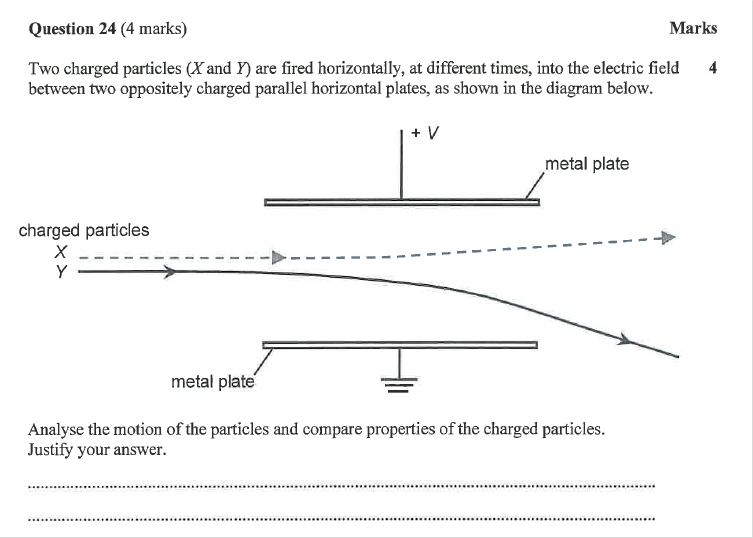 Question 24 (4 marks) Marks
Two charged particles (X and Y) are fired horizontally, at different times, into the electric field 4
between two oppositely charged parallel horizontal plates, as shown in the diagram below.
+ V
metal plate
charged particles
X
Y
metal plate
Analyse the motion of the particles and compare properties of the charged particles.
Justify your answer.